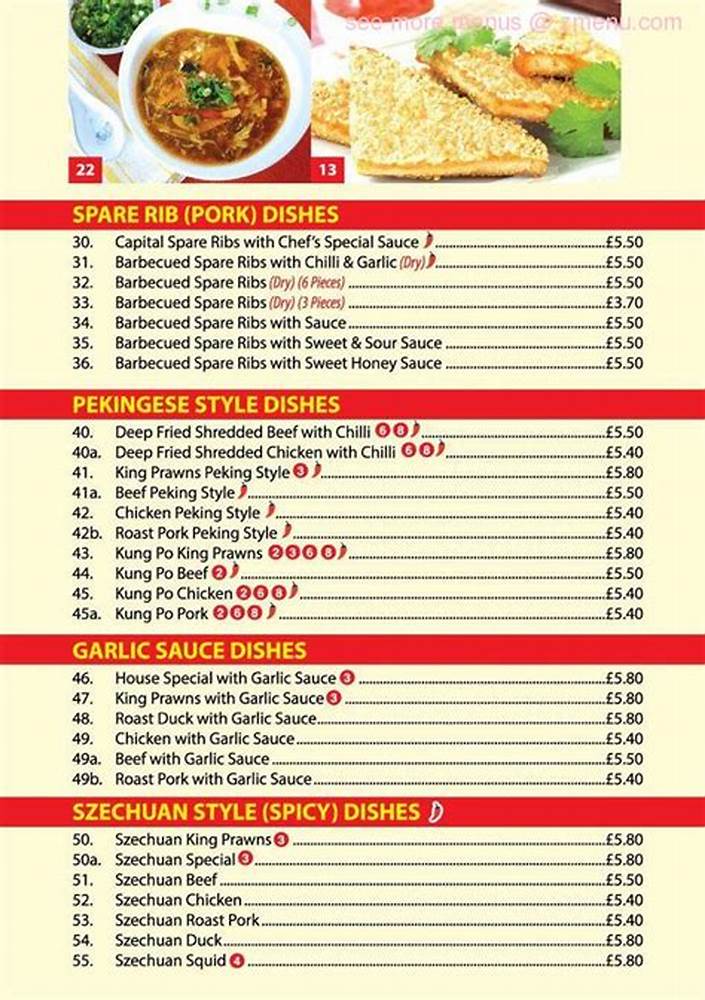 see more menus @ zmenu.com
22
13
SPARE RIB (PORK) DISHES
30. Capital Spare Ribs with Chef's Special Sauce ........£5.50
31. Barbecued Spare Ribs with Chilli & Garlic (Dry) ........£5.50
32. Barbecued Spare Ribs (Dry) (6 Pieces) ........£5.50
33. Barbecued Spare Ribs (Dry) (3 Pieces) ........£3.70
34. Barbecued Spare Ribs with Sauce ........£5.50
35. Barbecued Spare Ribs with Sweet & Sour Sauce ........£5.50
36. Barbecued Spare Ribs with Sweet Honey Sauce ........£5.50
PEKINGESE STYLE DISHES
40. Deep Fried Shredded Beef with Chilli 6 8 ........£5.50
40a. Deep Fried Shredded Chicken with Chilli 6 8 ........£5.40
41. King Prawns Peking Style 3 ........£5.80
41a. Beef Peking Style ........£5.50
42. Chicken Peking Style ........£5.40
42b. Roast Pork Peking Style ........£5.40
43. Kung Po King Prawns 2 3 6 8 ........£5.80
44. Kung Po Beef 2 ........£5.50
45. Kung Po Chicken 2 6 8 ........£5.40
45a. Kung Po Pork 2 6 8 ........£5.40
GARLIC SAUCE DISHES
46. House Special with Garlic Sauce 3 ........£5.80
47. King Prawns with Garlic Sauce 3 ........£5.80
48. Roast Duck with Garlic Sauce ........£5.80
49. Chicken with Garlic Sauce ........£5.40
49a. Beef with Garlic Sauce ........£5.50
49b. Roast Pork with Garlic Sauce ........£5.40
SZECHUAN STYLE (SPICY) DISHES
50. Szechuan King Prawns 3 ........£5.80
50a. Szechuan Special 3 ........£5.80
51. Szechuan Beef ........£5.50
52. Szechuan Chicken ........£5.40
53. Szechuan Roast Pork ........£5.40
54. Szechuan Duck ........£5.80
55. Szechuan Squid 4 ........£5.80